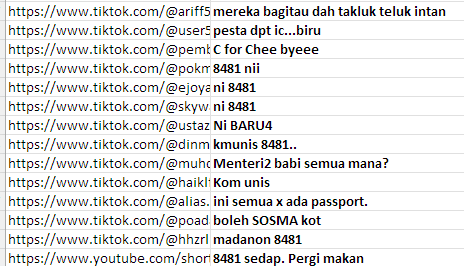 https://www.tiktok.com/@ariff5 mereka bagitau dah takluk teluk intan
https://www.tiktok.com/@user5 pesta dpt ic...biru
https://www.tiktok.com/@pemb C for Chee byeee
https://www.tiktok.com/@pokm 8481 nii
https://www.tiktok.com/@ejoya ni 8481
https://www.tiktok.com/@skyw ni 8481
https://www.tiktok.com/@ustaz Ni BARU4
https://www.tiktok.com/@dinm kmunis 8481..
https://www.tiktok.com/@muhd Menteri2 babi semua mana?
https://www.tiktok.com/@haikl Kom unis
https://www.tiktok.com/@alias. ini semua x ada passport.
https://www.tiktok.com/@poad boleh SOSMA kot
https://www.tiktok.com/@hhzrl madanon 8481
https://www.youtube.com/short 8481 sedap. Pergi makan